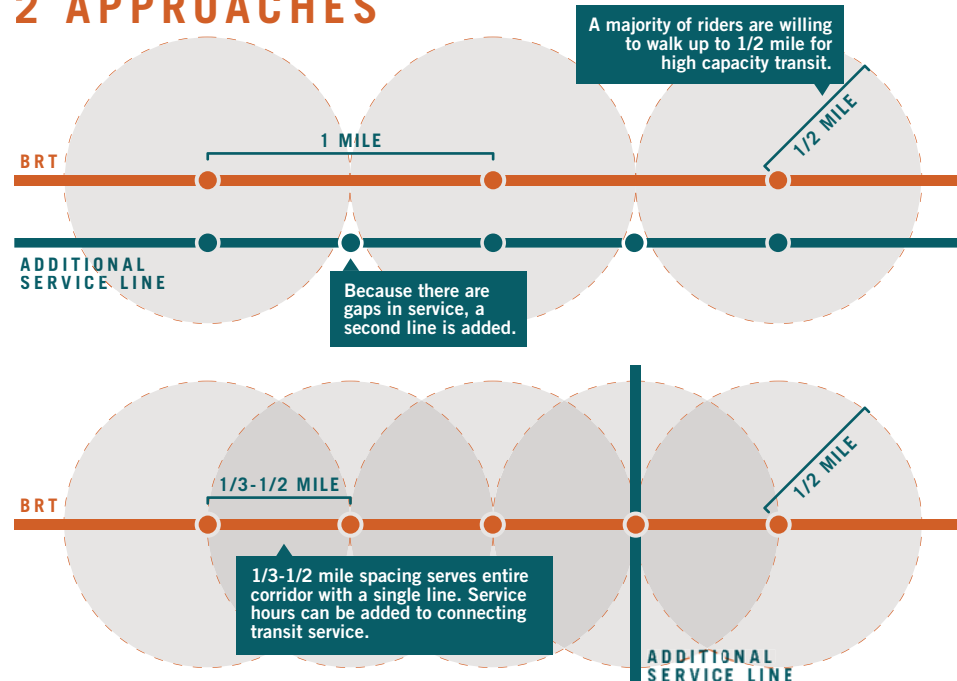 2 APPROACHES
A majority of riders are willing
to walk up to 1/2 mile for
high capacity transit.
1 MILE
1/2 MILE
BRT
ADDITIONAL
SERVICE LINE
Because there are
gaps in service, a
second line is added.
1/3-1/2 MILE
1/2 MILE
BRT
1/3-1/2 mile spacing serves entire
corridor with a single line. Service
hours can be added to connecting
transit service.
ADDITIONAL
SERVICE LINE